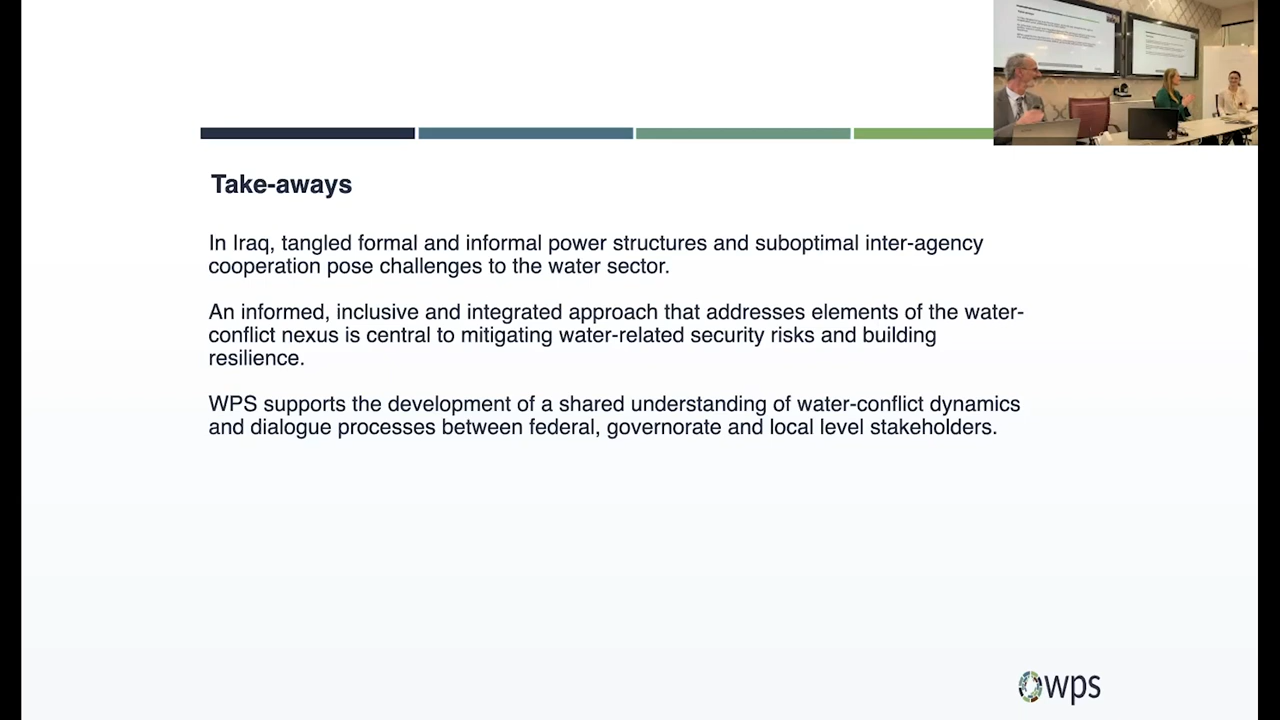 Take-aways
In Iraq, tangled formal and informal power structures and suboptimal inter-agency
cooperation pose challenges to the water sector.
An informed, inclusive and integrated approach that addresses elements of the water-
conflict nexus is central to mitigating water-related security risks and building
resilience.
WPS supports the development of a shared understanding of water-conflict dynamics
and dialogue processes between federal, governorate and local level stakeholders.
wps